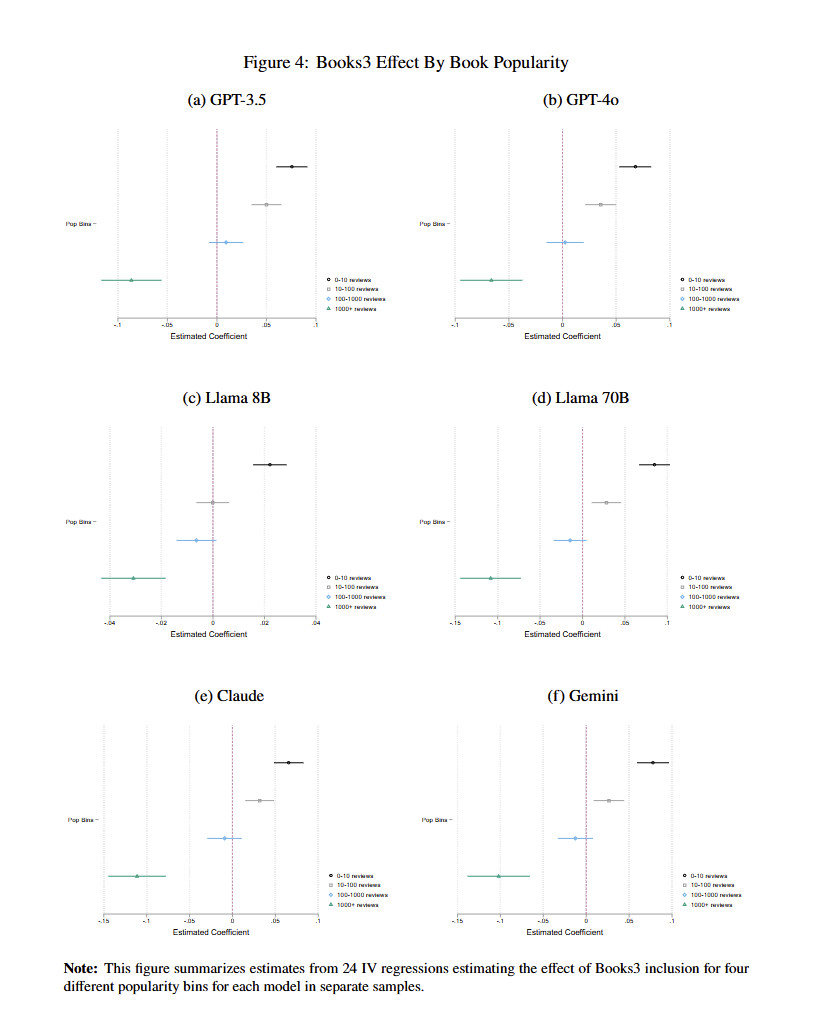 Figure 4: Books3 Effect By Book Popularity
(a) GPT-3.5
(b) GPT-4o
Pop Bins
0-10 reviews
10-100 reviews
100-1000 reviews
1000+ reviews
-.1 -.05 0 .05 .1
Estimated Coefficient
Pop Bins
0-10 reviews
10-100 reviews
100-1000 reviews
1000+ reviews
-.1 -.05 0 .05 .1
Estimated Coefficient
(c) Llama 8B
(d) Llama 70B
Pop Bins
0-10 reviews
10-100 reviews
100-1000 reviews
1000+ reviews
-.04 -.02 0 .02 .04
Estimated Coefficient
Pop Bins
0-10 reviews
10-100 reviews
100-1000 reviews
1000+ reviews
-.15 -.1 -.05 0 .05 .1
Estimated Coefficient
(e) Claude
(f) Gemini
Pop Bins
0-10 reviews
10-100 reviews
100-1000 reviews
1000+ reviews
-.15 -.1 -.05 0 .05 .1
Estimated Coefficient
Pop Bins
0-10 reviews
10-100 reviews
100-1000 reviews
1000+ reviews
-.15 -.1 -.05 0 .05 .1
Estimated Coefficient
Note: This figure summarizes estimates from 24 IV regressions estimating the effect of Books3 inclusion for four
different popularity bins for each model in separate samples.